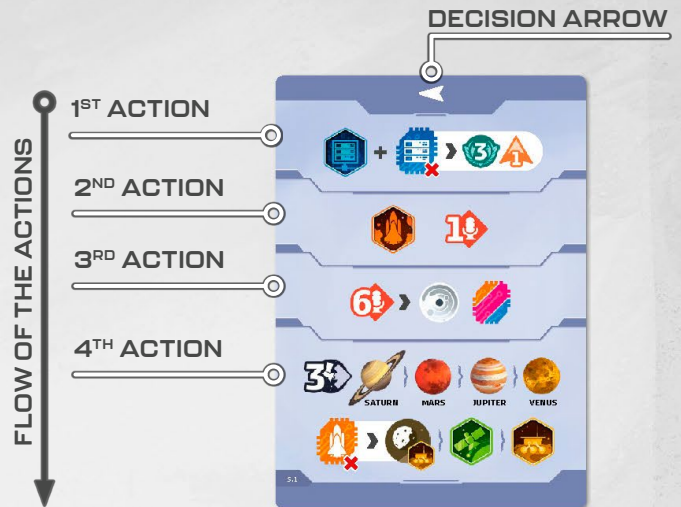 DECISION ARROW
1ST ACTION
3 1
2ND ACTION
1
3RD ACTION
6
4TH ACTION
3
SATURN MARS JUPITER VENUS
5.1
FLOW OF THE ACTIONS